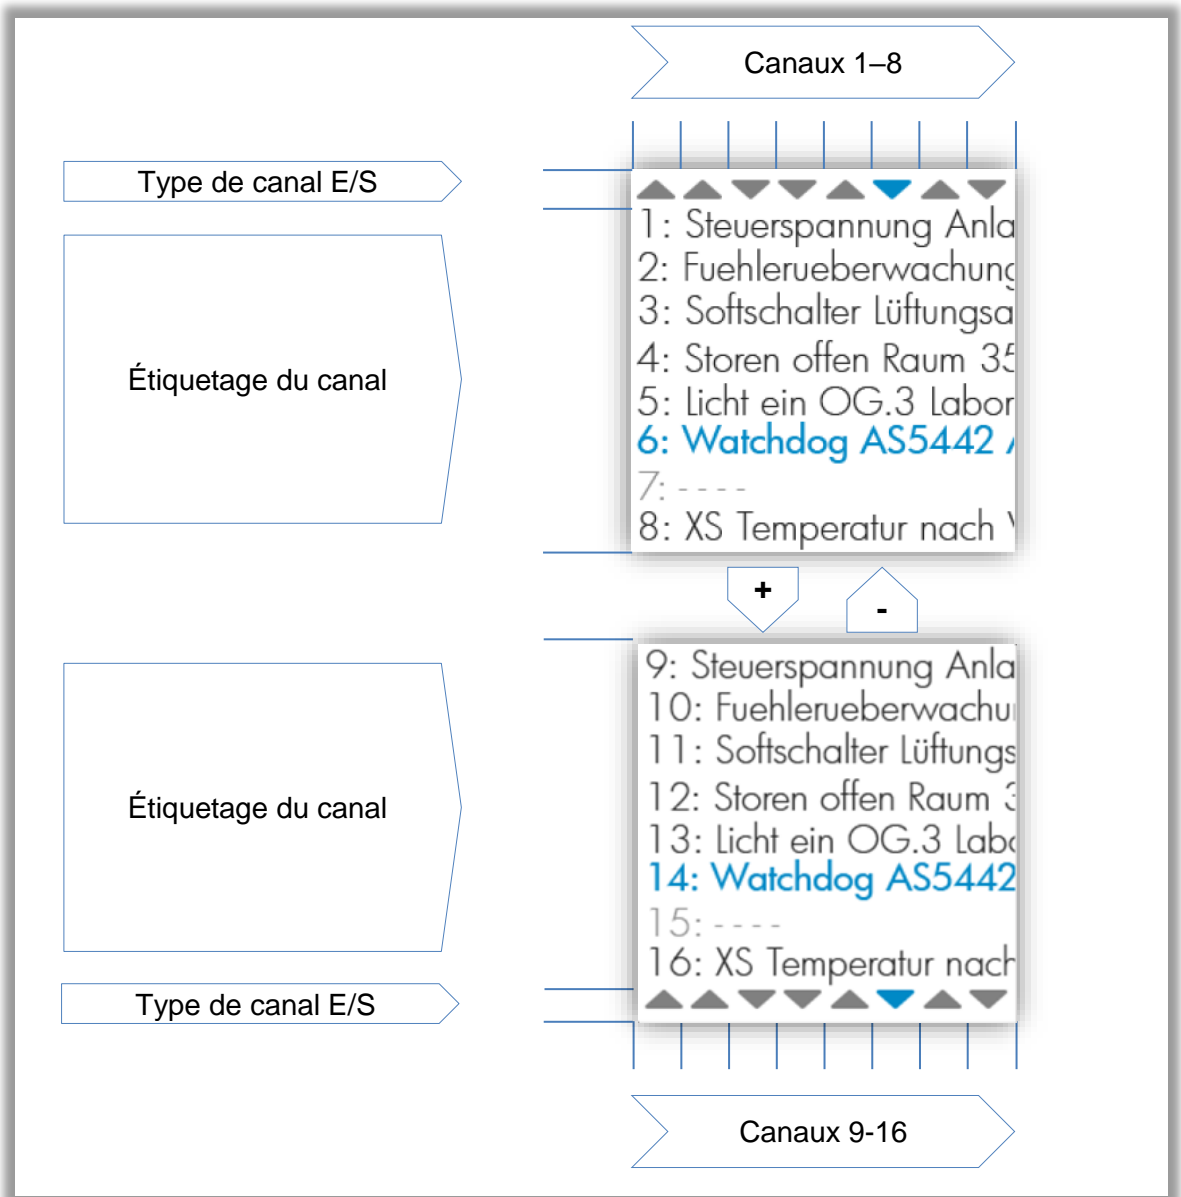 Canaux 1–8
Type de canal E/S
Étiquetage du canal
1: Steuerspannung Anla
2: Fuehlerueberwachung
3: Softschalter Lüftungsa
4: Storen offen Raum 35
5: Licht ein OG.3 Labor
6: Watchdog AS5442
7: - - - -
8: XS Temperatur nach
+
-
9: Steuerspannung Anla
10: Fuehlerueberwachu
11: Softschalter Lüftungs
12: Storen offen Raum 3
13: Licht ein OG.3 Labo
14: Watchdog AS5442
15: - - - -
16: XS Temperatur nach
Étiquetage du canal
Type de canal E/S
Canaux 9-16